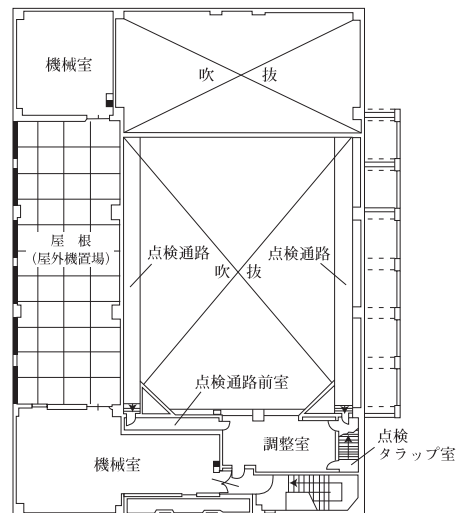 機械室
吹 抜
屋 根
(屋外機置場)
点検通路
点検通路
吹 抜
点検通路前室
調整室
点検
タラップ室
機械室